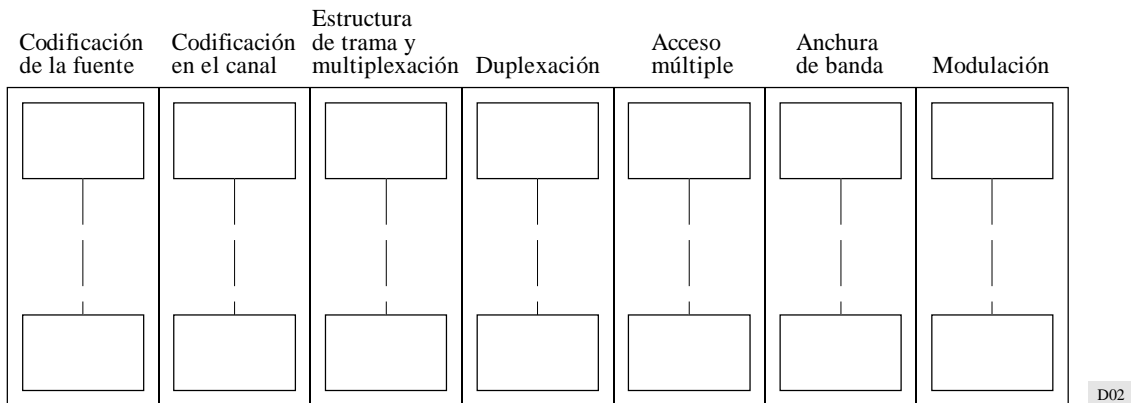 Codificación
de la fuente
Codificación
en el canal
Estructura
de trama y
multiplexación
Duplexación
Acceso
múltiple
Anchura
de banda
Modulación
D02